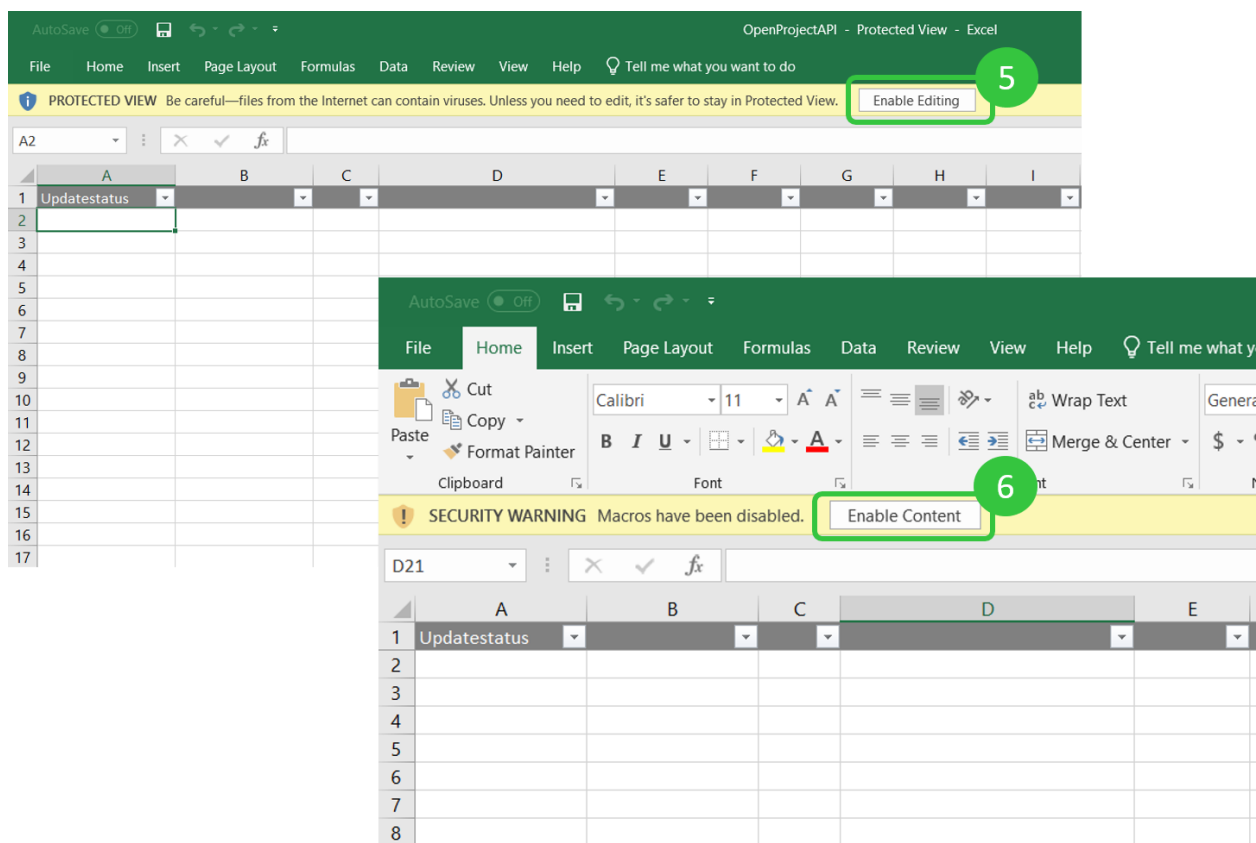 AutoSave Off OpenProjectAPI - Protected View - Excel
File Home Insert Page Layout Formulas Data Review View Help Tell me what you want to do
5
PROTECTED VIEW Be careful—files from the Internet can contain viruses. Unless you need to edit, it's safer to stay in Protected View. Enable Editing
A2 fx
A B C D E F G H I
1 Updatestatus
2
3
4
5
6
7
8
9
10
11
12
13
14
15
16
17
AutoSave Off
File Home Insert Page Layout Formulas Data Review View Help Tell me what y
Cut
Calibri 11 A A ab c Wrap Text Genera
Copy
Paste
B I U A Merge & Center $
Format Painter
Clipboard Font nt
6
SECURITY WARNING Macros have been disabled. Enable Content
D21 fx
A B C D E
1 Updatestatus
2
3
4
5
6
7
8